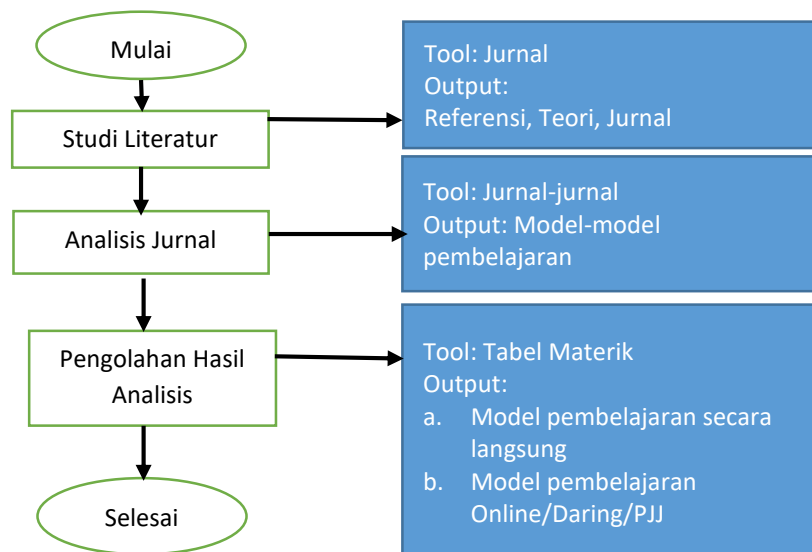 Mulai
Tool: Jurnal
Output:
Referensi, Teori, Jurnal
Studi Literatur
Tool: Jurnal-jurnal
Output: Model-model
pembelajaran
Analisis Jurnal
Pengolahan Hasil
Analisis
Tool: Tabel Materik
Output:
a. Model pembelajaran secara
langsung
b. Model pembelajaran
Online/Daring/PJJ
Selesai